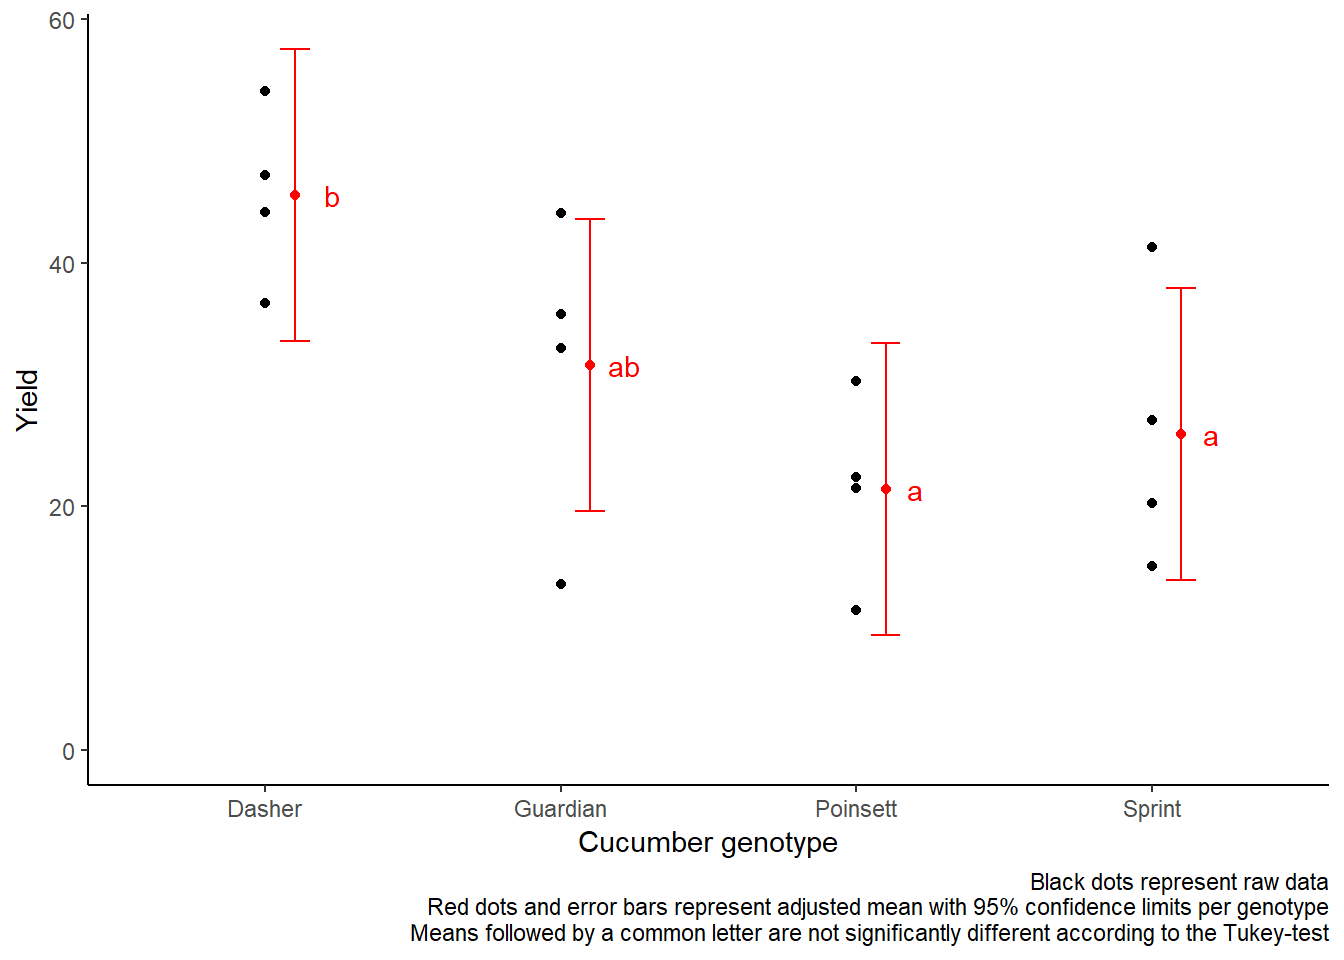 60
40
20
0
Yield
b
ab
a
a
Dasher
Guardian
Poinsett
Sprint
Cucumber genotype
Black dots represent raw data
Red dots and error bars represent adjusted mean with 95% confidence limits per genotype
Means followed by a common letter are not significantly different according to the Tukey-test